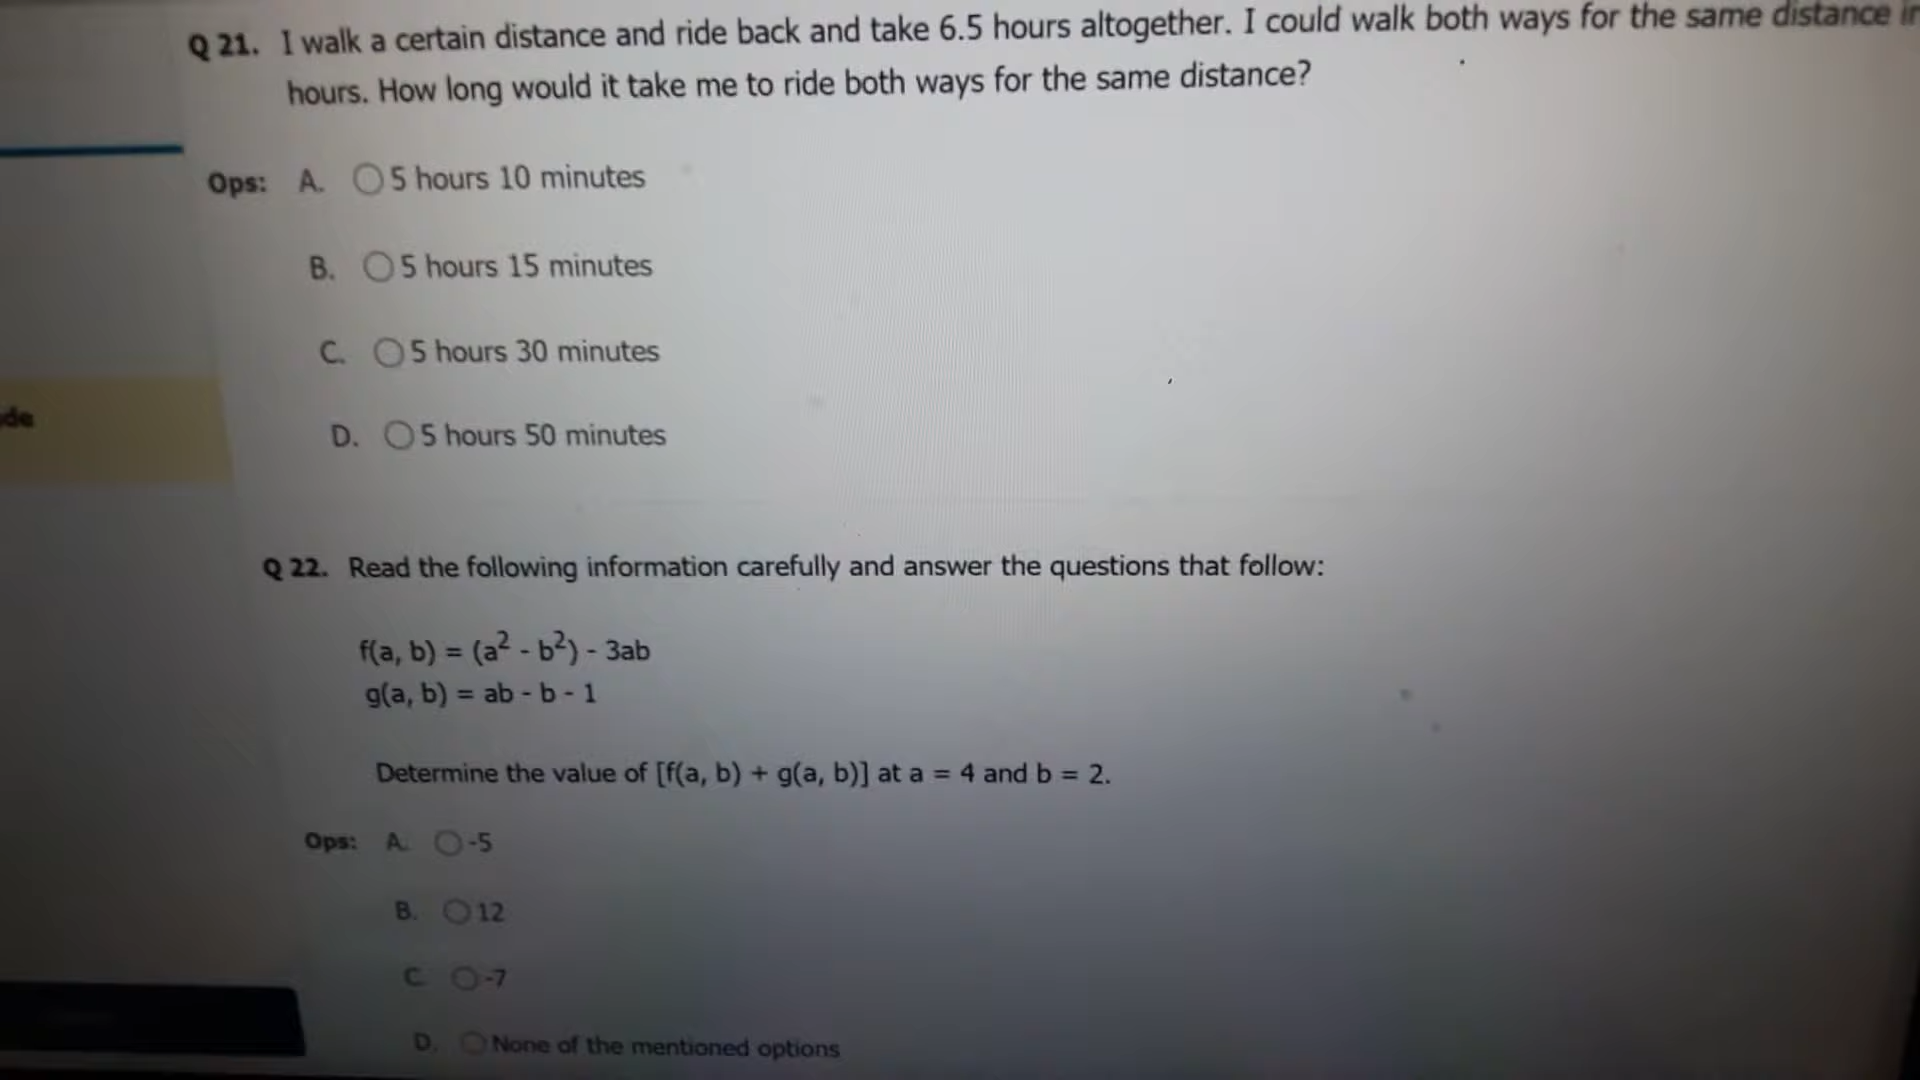 Q 21. I walk a certain distance and ride back and take 6.5 hours altogether. I could walk both ways for the same distance
hours. How long would it take me to ride both ways for the same distance?
Ops: A. 5 hours 10 minutes
B. 5 hours 15 minutes
C. 5 hours 30 minutes
de
D. 5 hours 50 minutes
Q 22. Read the following information carefully and answer the questions that follow:
f(a, b) = (a² - b²) - 3ab
g(a, b) = ab - b - 1
Determine the value of [f(a, b) + g(a, b)] at a = 4 and b = 2.
Ops: A. -5
B. 12
C. -7
D. None of the mentioned options